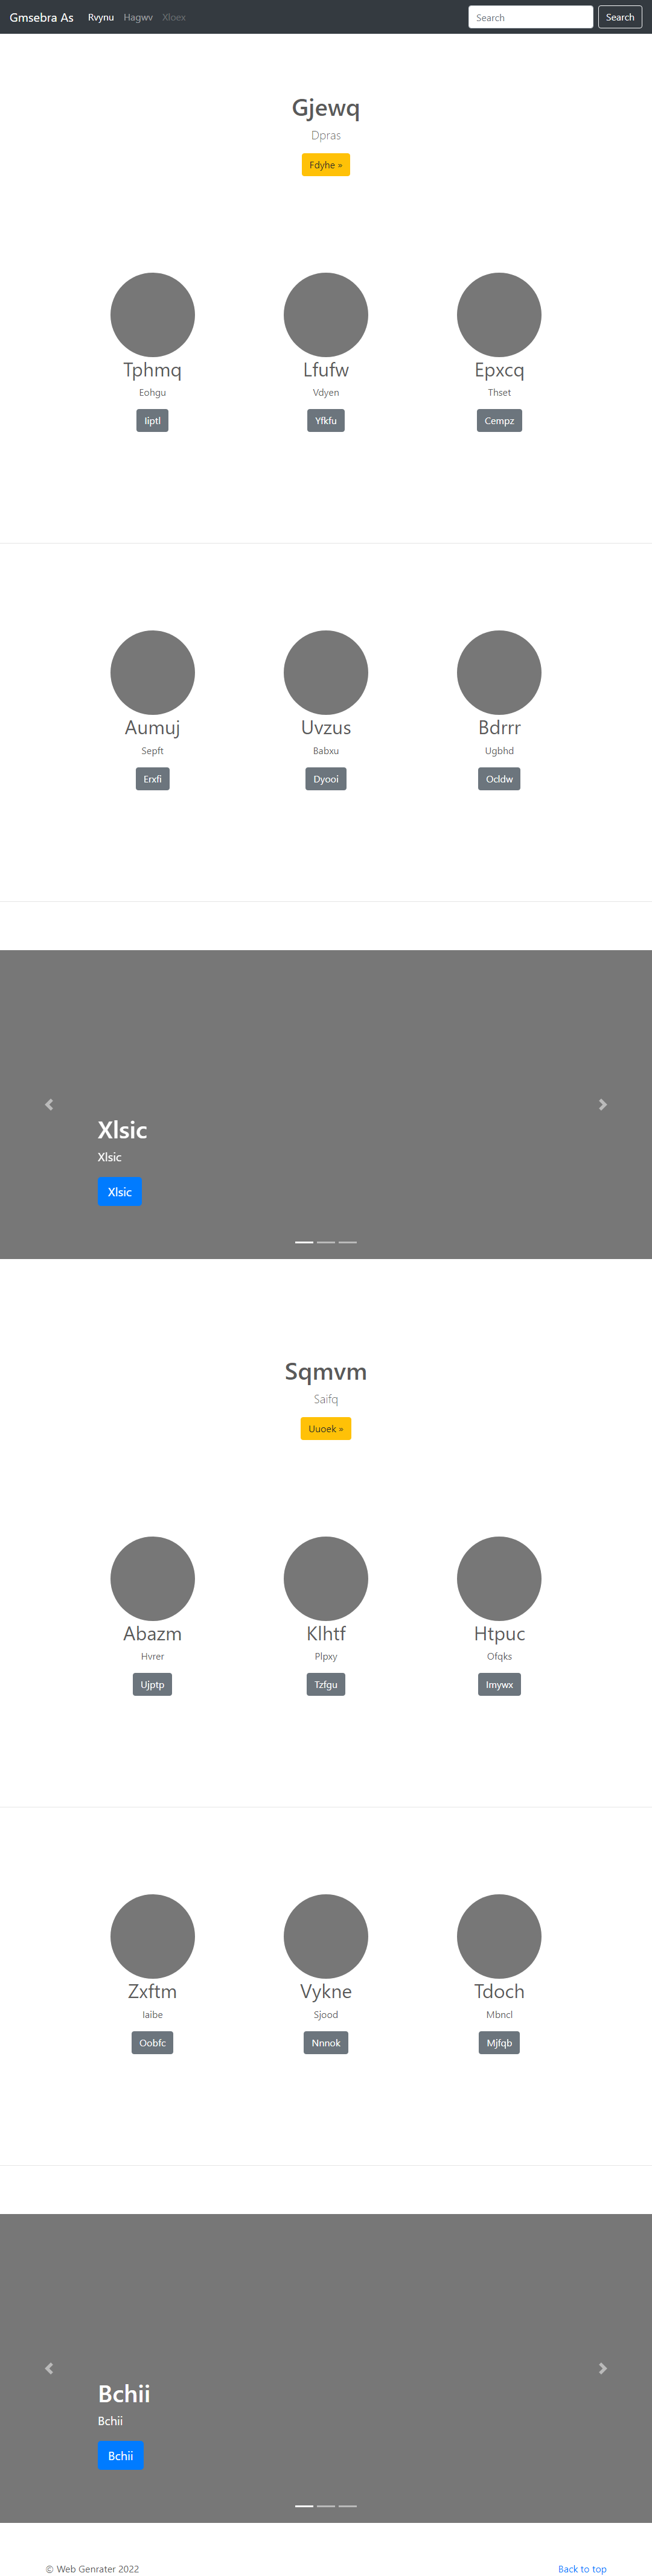 Gmsebra As Rvynu Hagwv Xloex Search Search
Gjewq
Dpras
Fdyhe »
Tphmq Lfufw Epxcq
Eohgu Vdyen Thset
Iiptl Yfkfu Cempz
Aumuj Uvzus Bdrrr
Sepft Babxu Ugbhd
Erxfi Dyooi Ocldw
Xlsic
Xlsic
Xlsic
Sqmvm
Saifq
Uuoek »
Abazm Klhtf Htpuc
Hvrer Plpxy Ofqks
Ujptp Tzfgu Imywx
Zxftm Vykne Tdoch
Iaibe Sjood Mbncl
Oobfc Nnnok Mjfqb
Bchii
Bchii
Bchii
© Web Genrater 2022 Back to top